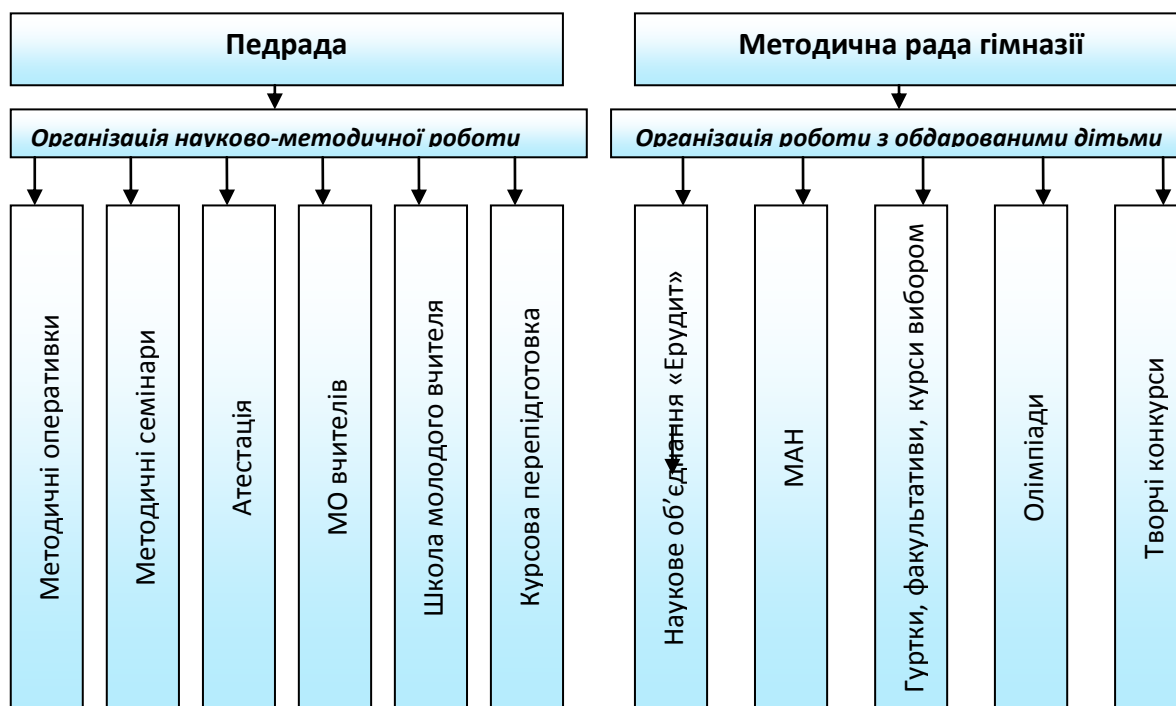 Педрада
Методична рада гімназії
Організація науково-методичної роботи
Організація роботи з обдарованими дітьми
Методичні оперативки
Методичні семінари
Атестація
МО вчителів
Школа молодого вчителя
Курсова перепідготовка
Наукове об’єднання «Ерудит»
МАН
Гуртки, факультативи, курси вибором
Олімпіади
Творчі конкурси